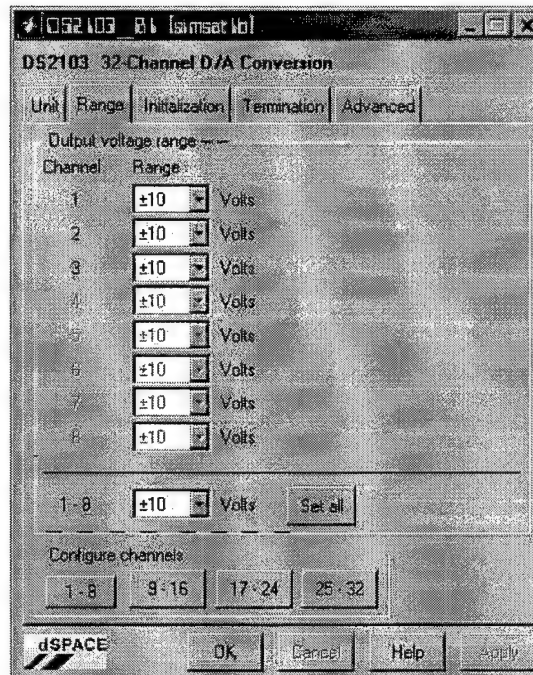 DS2103_B1 [simsatlib]
DS2103 32-Channel D/A Conversion
Unit Range Initialization Termination Advanced
Output voltage range
Channel Range
1 ±10 Volts
2 ±10 Volts
3 ±10 Volts
4 ±10 Volts
5 ±10 Volts
6 ±10 Volts
7 ±10 Volts
8 ±10 Volts
1 - 8 ±10 Volts Set all
Configure channels
1 - 8 9 - 16 17 - 24 25 - 32
dSPACE OK Cancel Help Apply